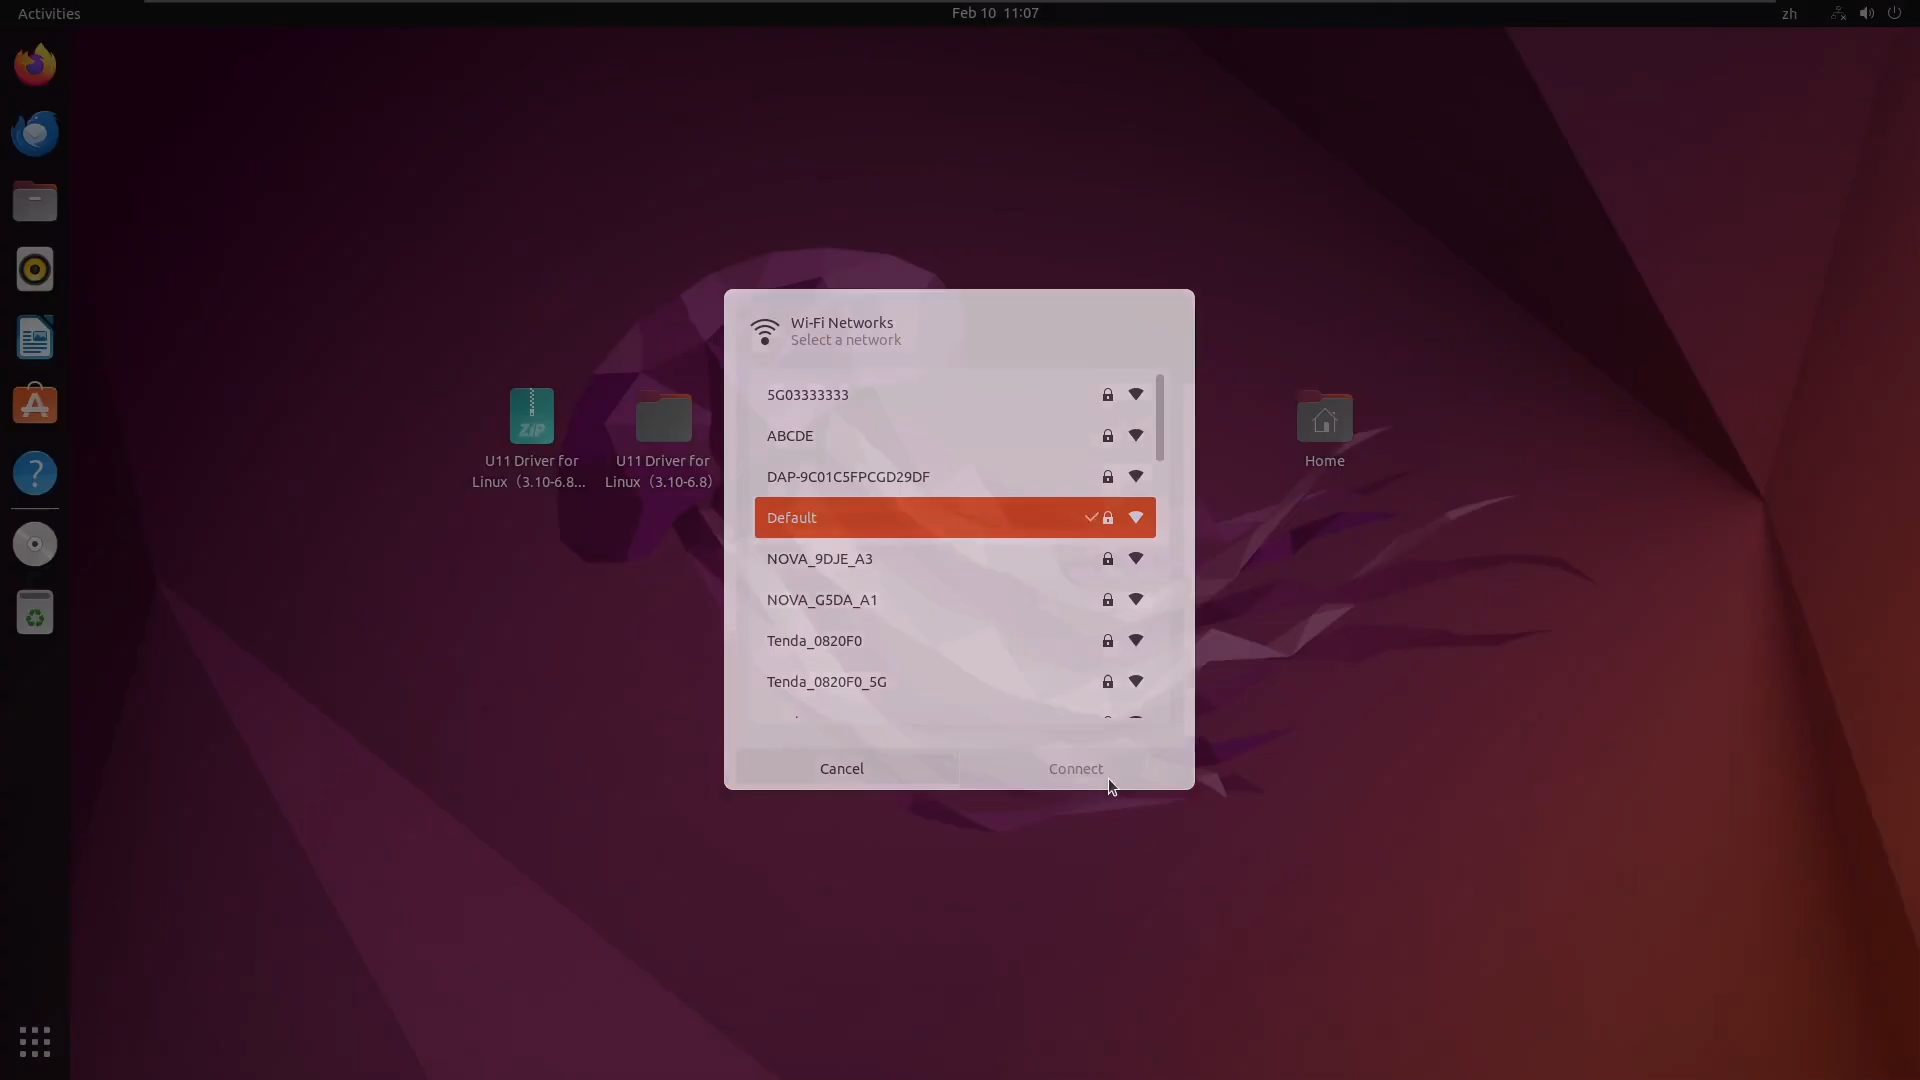 Activities
Feb 10 11:07
zh
Wi-Fi Networks
Select a network
5G03333333
ABCDE
DAP-9C01C5FPCGD29DF
Default
NOVA_9DJE_A3
NOVA_G5DA_A1
Tenda_0820F0
Tenda_0820F0_5G
Cancel
Connect
ZIP
U11 Driver for
Linux（3.10-6.8...
U11 Driver for
Linux（3.10-6.8）
Home
?